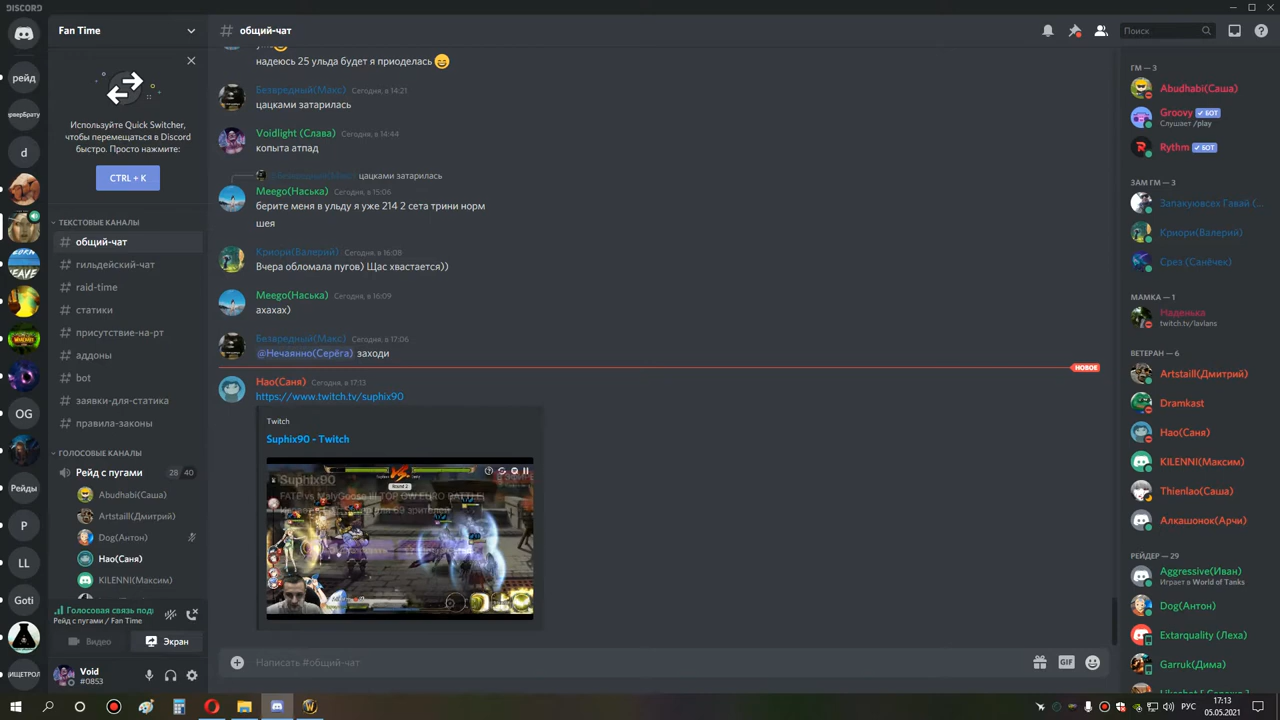 DISCORD
Fan Time
общий-чат
Поиск
рейд
d
OG
Рейды
P
LL
Goti
Используйте Quick Switcher,
чтобы перемещаться в Discord
быстро. Просто нажмите:
CTRL + K
ТЕКСТОВЫЕ КАНАЛЫ
общий-чат
гильдейский-чат
raid-time
статики
присутствие-на-рт
аддоны
bot
заявки-для-статика
правила-законы
ГОЛОСОВЫЕ КАНАЛЫ
Рейд с пугами 28 40
Abudhabi(Саша)
Artstaill(Дмитрий)
Dog(Антон)
Нао(Саня)
KILENNI(Максим)
Голосовая связь под
Рейд с пугами / Fan Time
Видео
Экран
Void
#0853
надеюсь 25 ульда будет я приоделась
Безвредный(Макс) Сегодня, в 14:21
цацками затарилась
Voidlight (Слава) Сегодня, в 14:44
копыта атпад
цацками затарилась
Meego(Наська) Сегодня, в 15:06
берите меня в ульду я уже 214 2 сета трини норм
шея
Криори(Валерий) Сегодня, в 16:08
Вчера обломала пугов) Щас хвастается))
Meego(Наська) Сегодня, в 16:09
ахахах)
Безвредный(Макс) Сегодня, в 17:06
@Нечаянно(Серёга) заходи
НОВОЕ
Нао(Саня) Сегодня, в 17:13
https://www.twitch.tv/suphix90
Twitch
Suphix90 - Twitch
Suphix90
Round 2
Написать #общий-чат
GIF
ГМ — 3
Abudhabi(Саша)
Groovy БОТ
Слушает /play
Rythm БОТ
ЗАМ ГМ — 3
Запакуювсех Гавай (...
Криори(Валерий)
Срез (Санёчек)
МАМКА — 1
Наденька
twitch.tv/lavlans
ВЕТЕРАН — 6
Artstaill(Дмитрий)
Dramkast
Нао(Саня)
KILENNI(Максим)
Thienlao(Саша)
Алкашонок(Арчи)
РЕЙДЕР — 29
Aggressive(Иван)
Играет в World of Tanks
Dog(Антон)
Extarquality (Леха)
Garruk(Дима)
РУС
17:13
05.05.2021